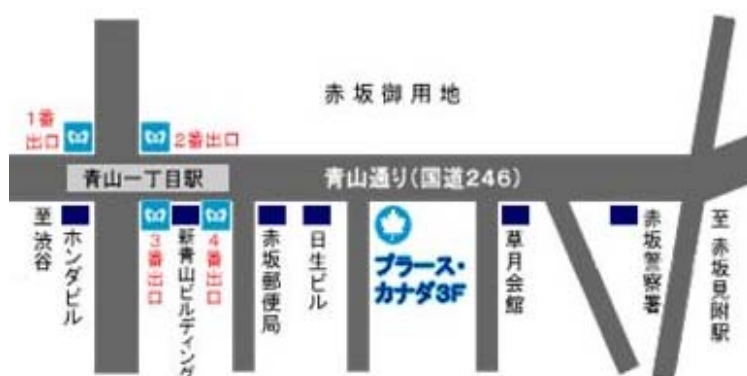 赤坂御用地
1番
出口
2番出口
青山一丁目駅
青山通り(国道246)
至渋谷
ホンダビル
3番出口
新青山ビルディング
4番出口
赤坂郵便局
日生ビル
プラース・
カナダ3F
草月会館
赤坂警察署
至 赤坂見附駅